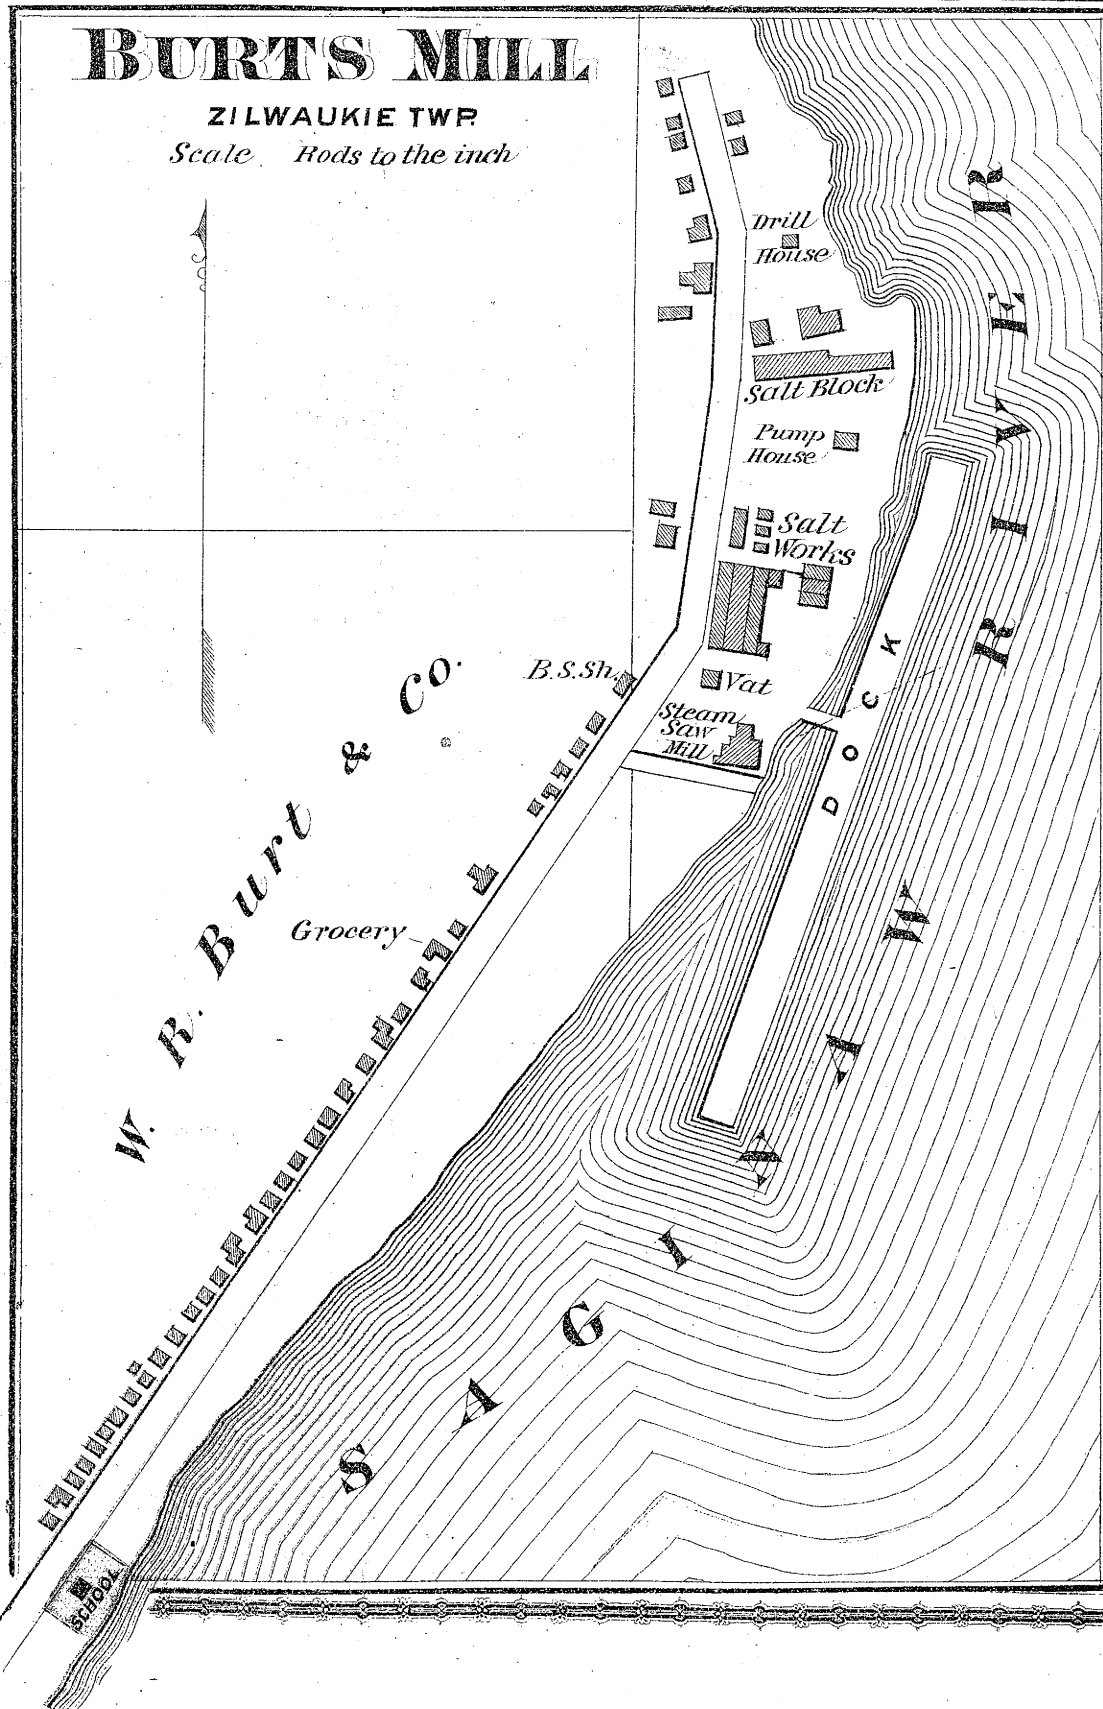 BURTS MILL
ZILWAUKIE TWP.
Scale Rods to the inch
Drill
House
Salt Block
Pump
House
Salt
Works
B.S.Sh.
Vat
Steam
Saw
Mill
DOCK
W. R. Burt & Co.
Grocery
SAGINAW RIVER
SCHOOL